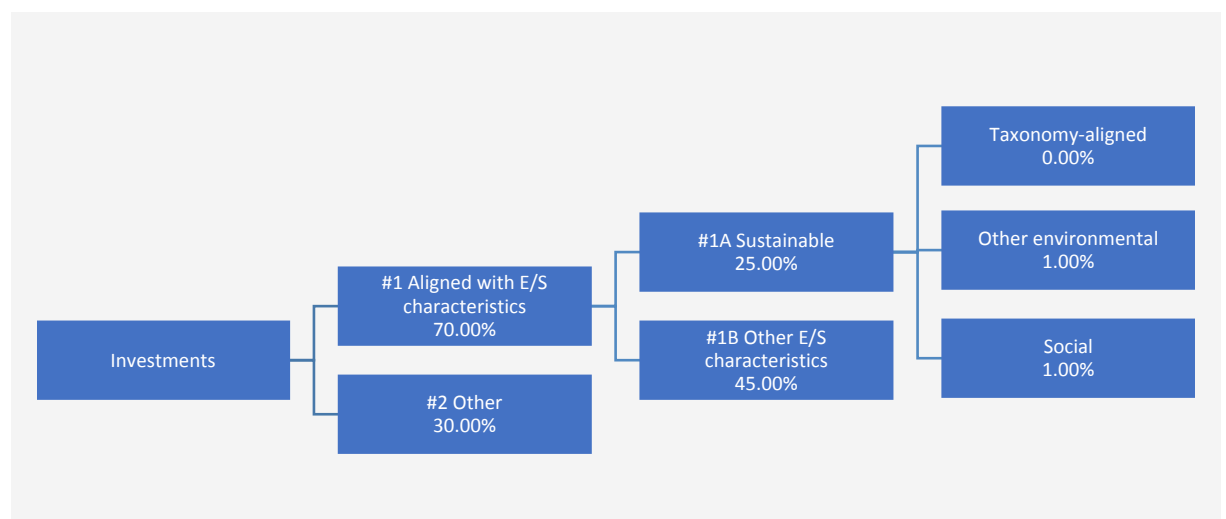 Investments
#1 Aligned with E/S
characteristics
70.00%
#2 Other
30.00%
#1A Sustainable
25.00%
#1B Other E/S
characteristics
45.00%
Taxonomy-aligned
0.00%
Other environmental
1.00%
Social
1.00%